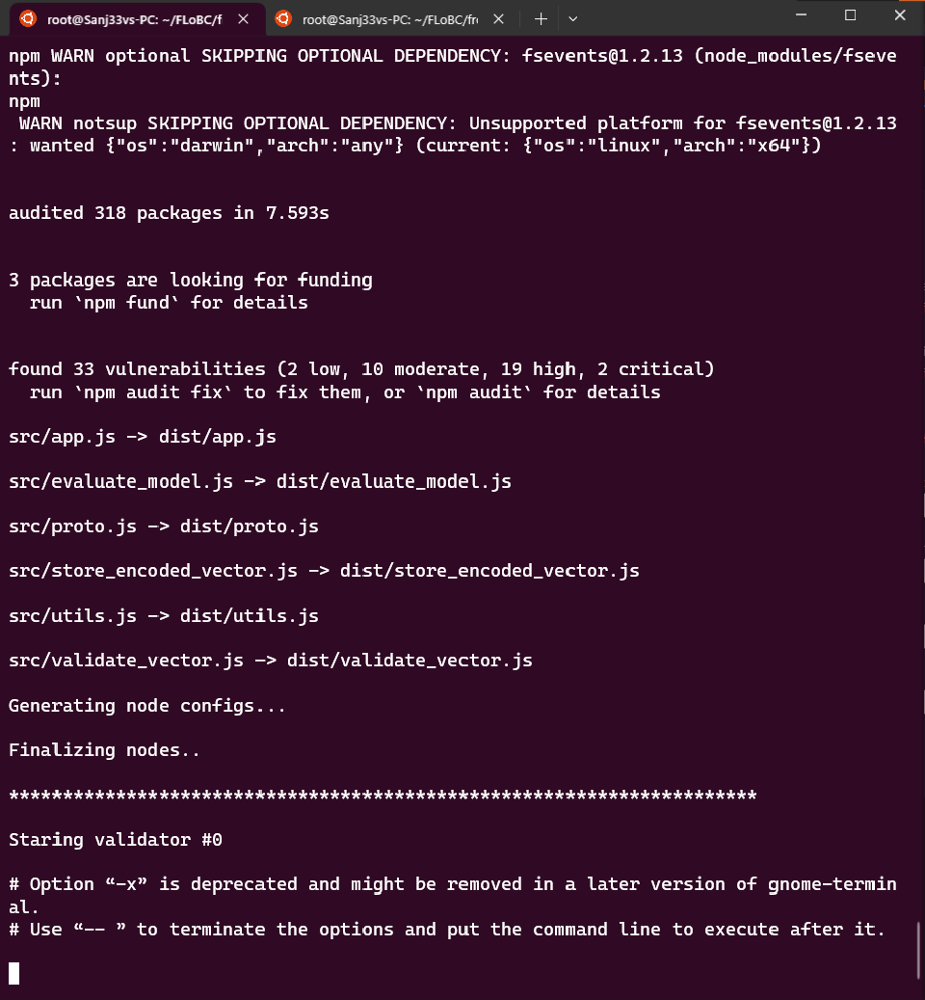 root@Sanj33vs-PC: ~/FLoBC/f
root@Sanj33vs-PC: ~/FLoBC/fro
npm WARN optional SKIPPING OPTIONAL DEPENDENCY: fsevents@1.2.13 (node_modules/fseve
nts):
npm
 WARN notsup SKIPPING OPTIONAL DEPENDENCY: Unsupported platform for fsevents@1.2.13
: wanted {"os":"darwin","arch":"any"} (current: {"os":"linux","arch":"x64"})
audited 318 packages in 7.593s
3 packages are looking for funding
  run `npm fund` for details
found 33 vulnerabilities (2 low, 10 moderate, 19 high, 2 critical)
  run `npm audit fix` to fix them, or `npm audit` for details
src/app.js -> dist/app.js
src/evaluate_model.js -> dist/evaluate_model.js
src/proto.js -> dist/proto.js
src/store_encoded_vector.js -> dist/store_encoded_vector.js
src/utils.js -> dist/utils.js
src/validate_vector.js -> dist/validate_vector.js
Generating node configs...
Finalizing nodes..
**********************************************************************
Staring validator #0
# Option “-x” is deprecated and might be removed in a later version of gnome-termin
al.
# Use “-- ” to terminate the options and put the command line to execute after it.